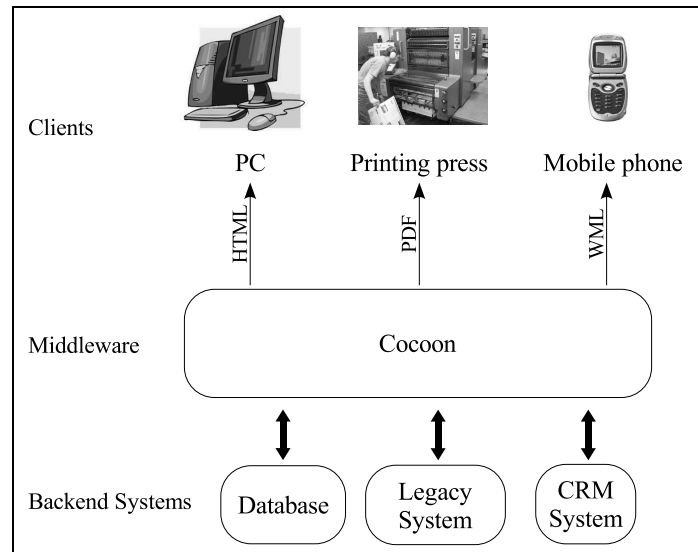 Clients
PC
Printing press
Mobile phone
HTML
PDF
WML
Middleware
Cocoon
Backend Systems
Database
Legacy
System
CRM
System